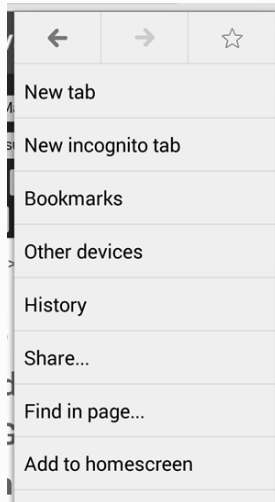 New tab
New incognito tab
Bookmarks
Other devices
History
Share...
Find in page...
Add to homescreen